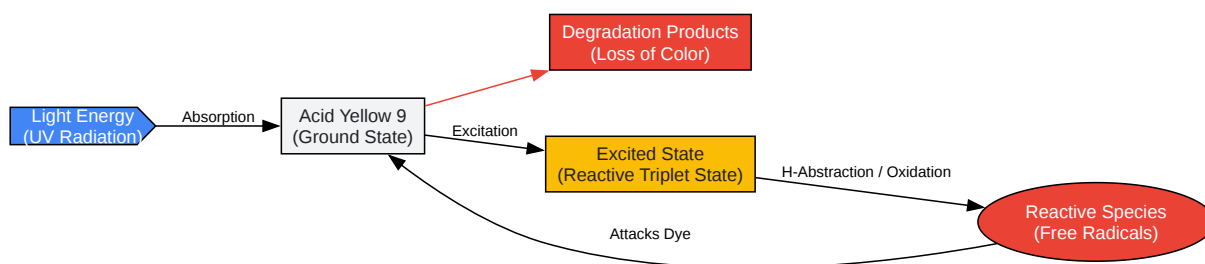 Degradation Products
(Loss of Color)
Light Energy
(UV Radiation)
Absorption
Acid Yellow 9
(Ground State)
Excitation
Excited State
(Reactive Triplet State)
H-Abstraction / Oxidation
Reactive Species
(Free Radicals)
Attacks Dye